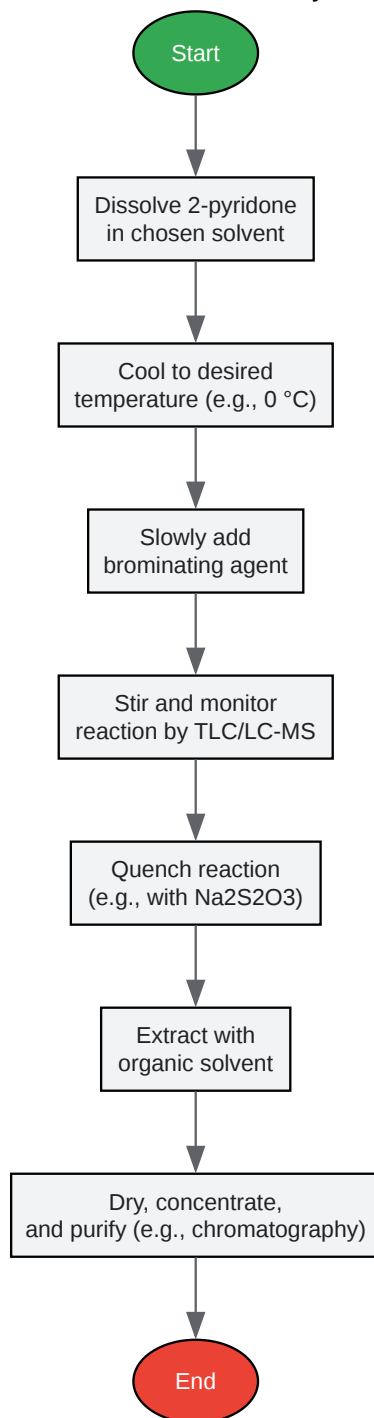 Start
Dissolve 2-pyridone
in chosen solvent
Cool to desired
temperature (e.g., 0 °C)
Slowly add
brominating agent
Stir and monitor
reaction by TLC/LC-MS
Quench reaction
(e.g., with Na2S2O3)
Extract with
organic solvent
Dry, concentrate,
and purify (e.g., chromatography)
End